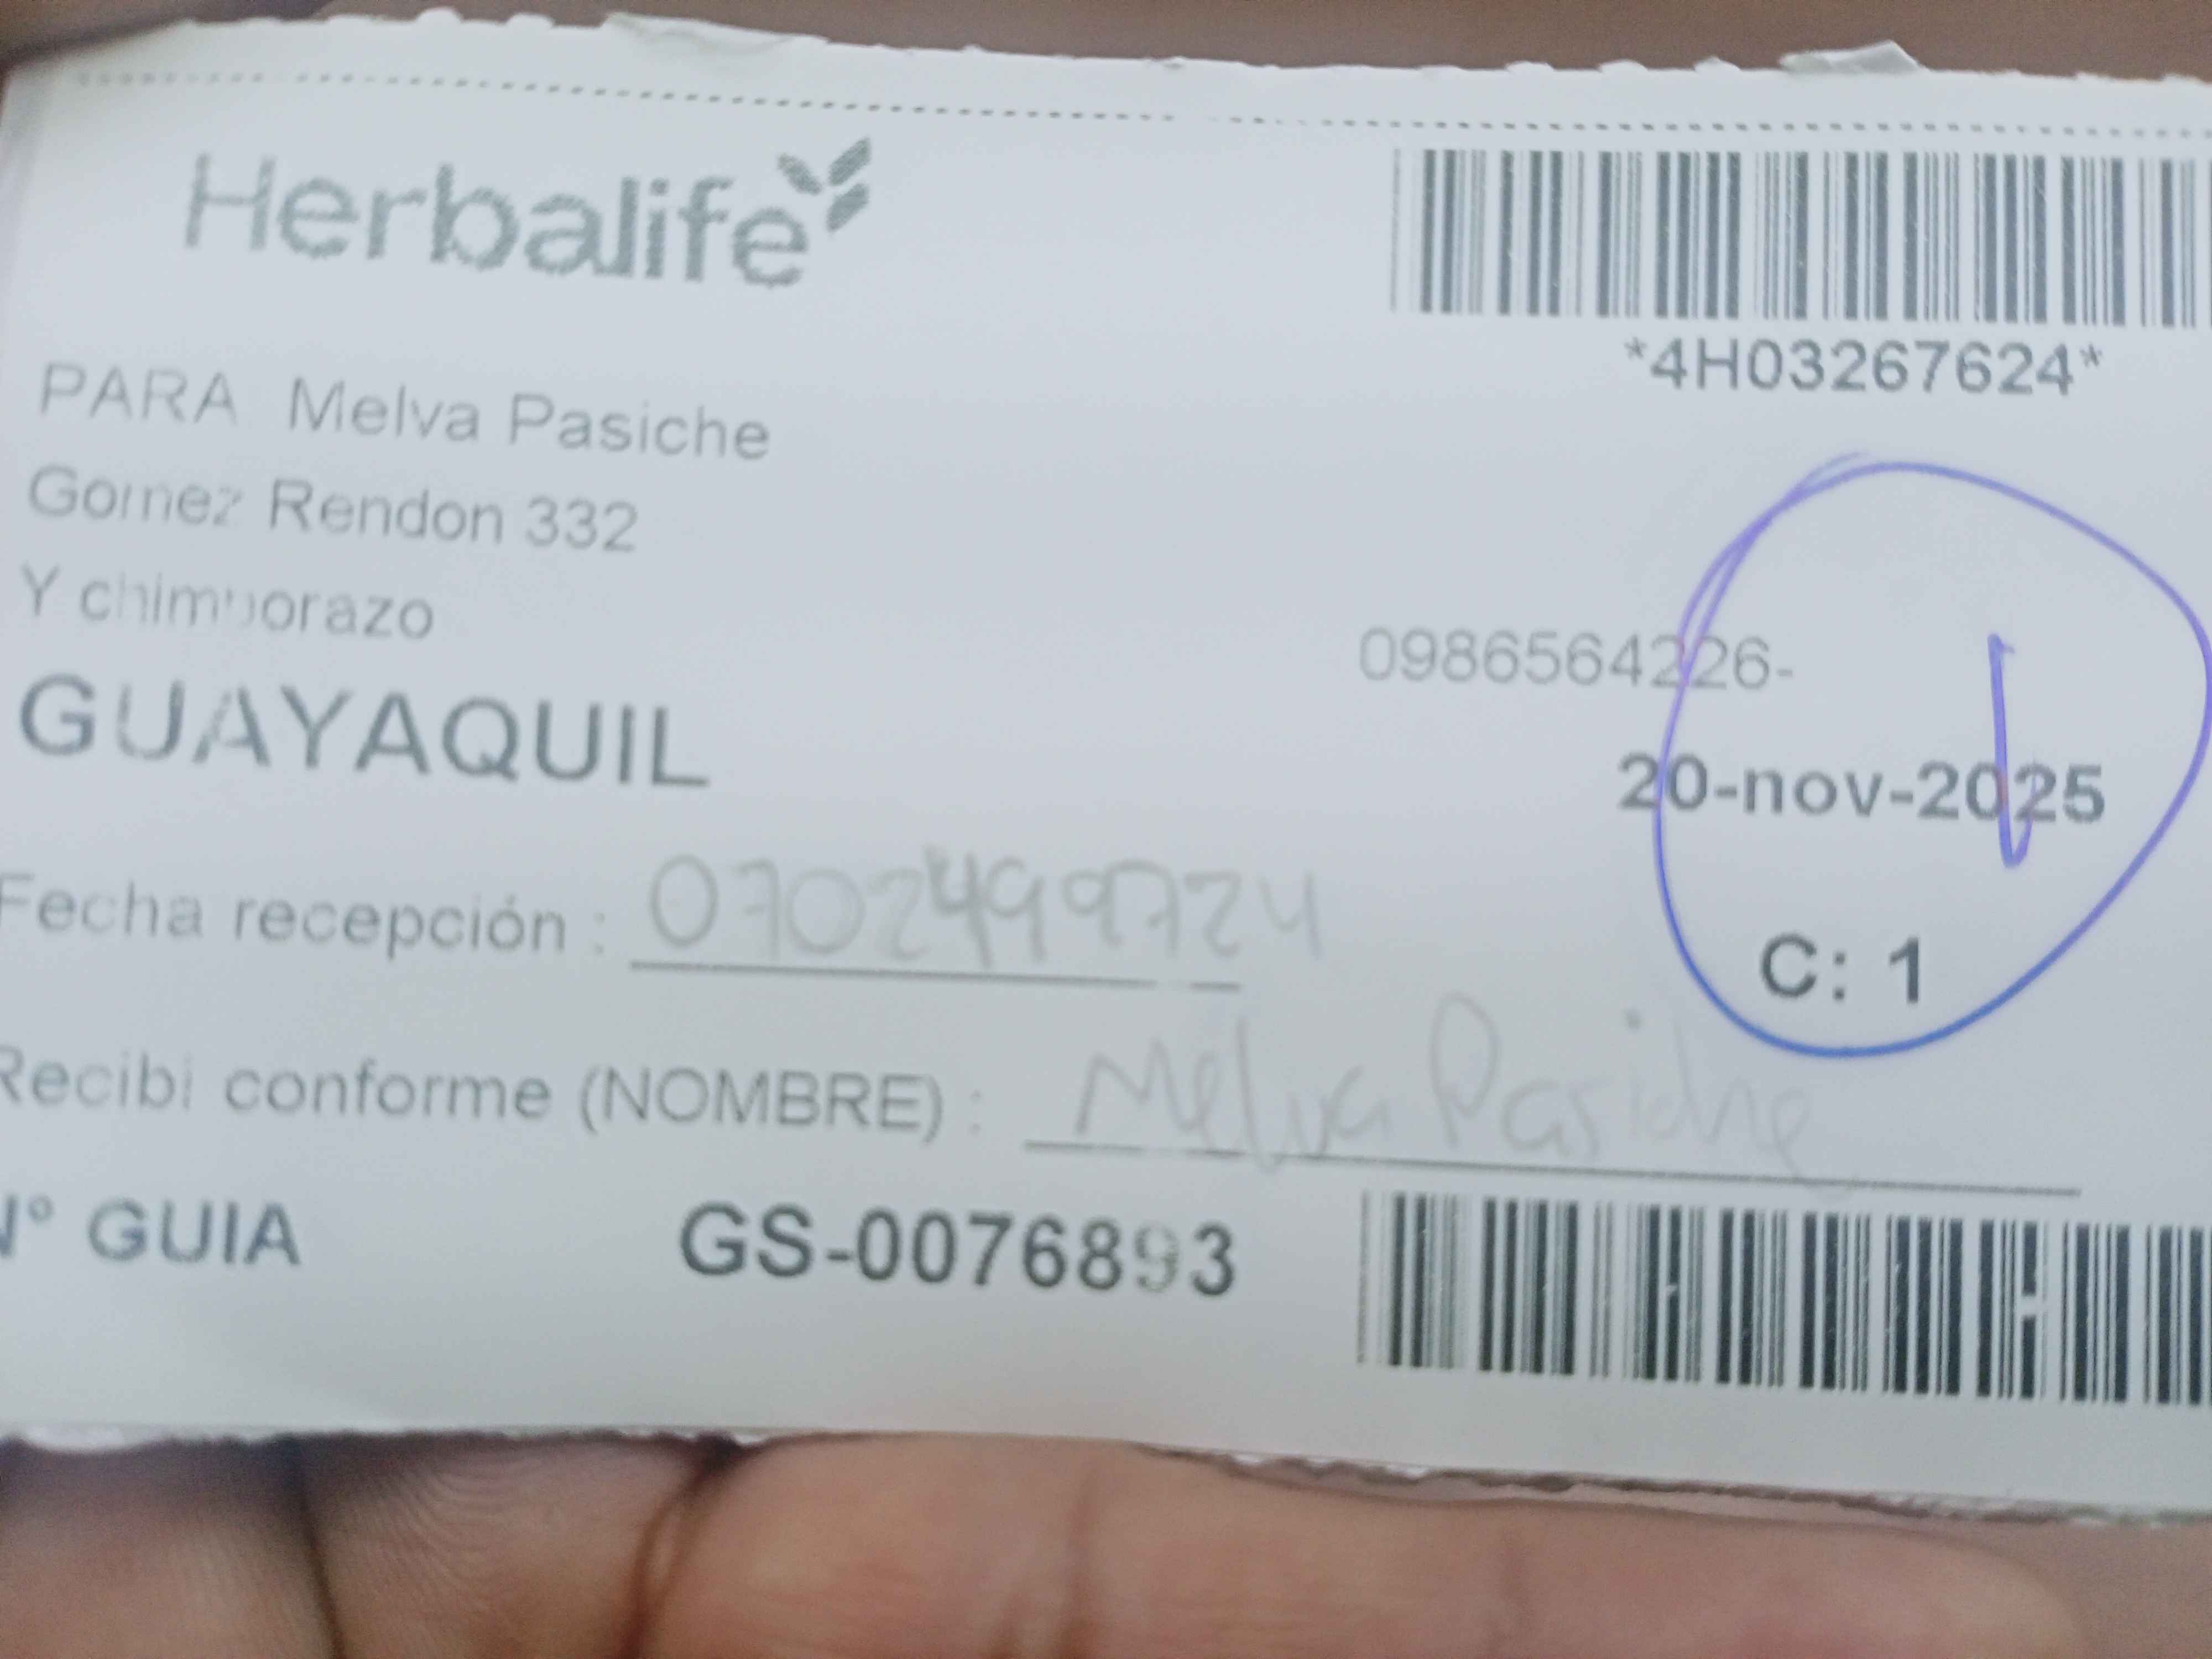 Herbalife
*4H03267624*
PARA Melva Pasiche
Gomez Rendon 332
Y chimborazo
0986564226-
GUAYAQUIL
20-nov-2025
Fecha recepción : 0702499724
C: 1
Recibi conforme (NOMBRE) : Melva Pasiche
N° GUIA GS-0076893